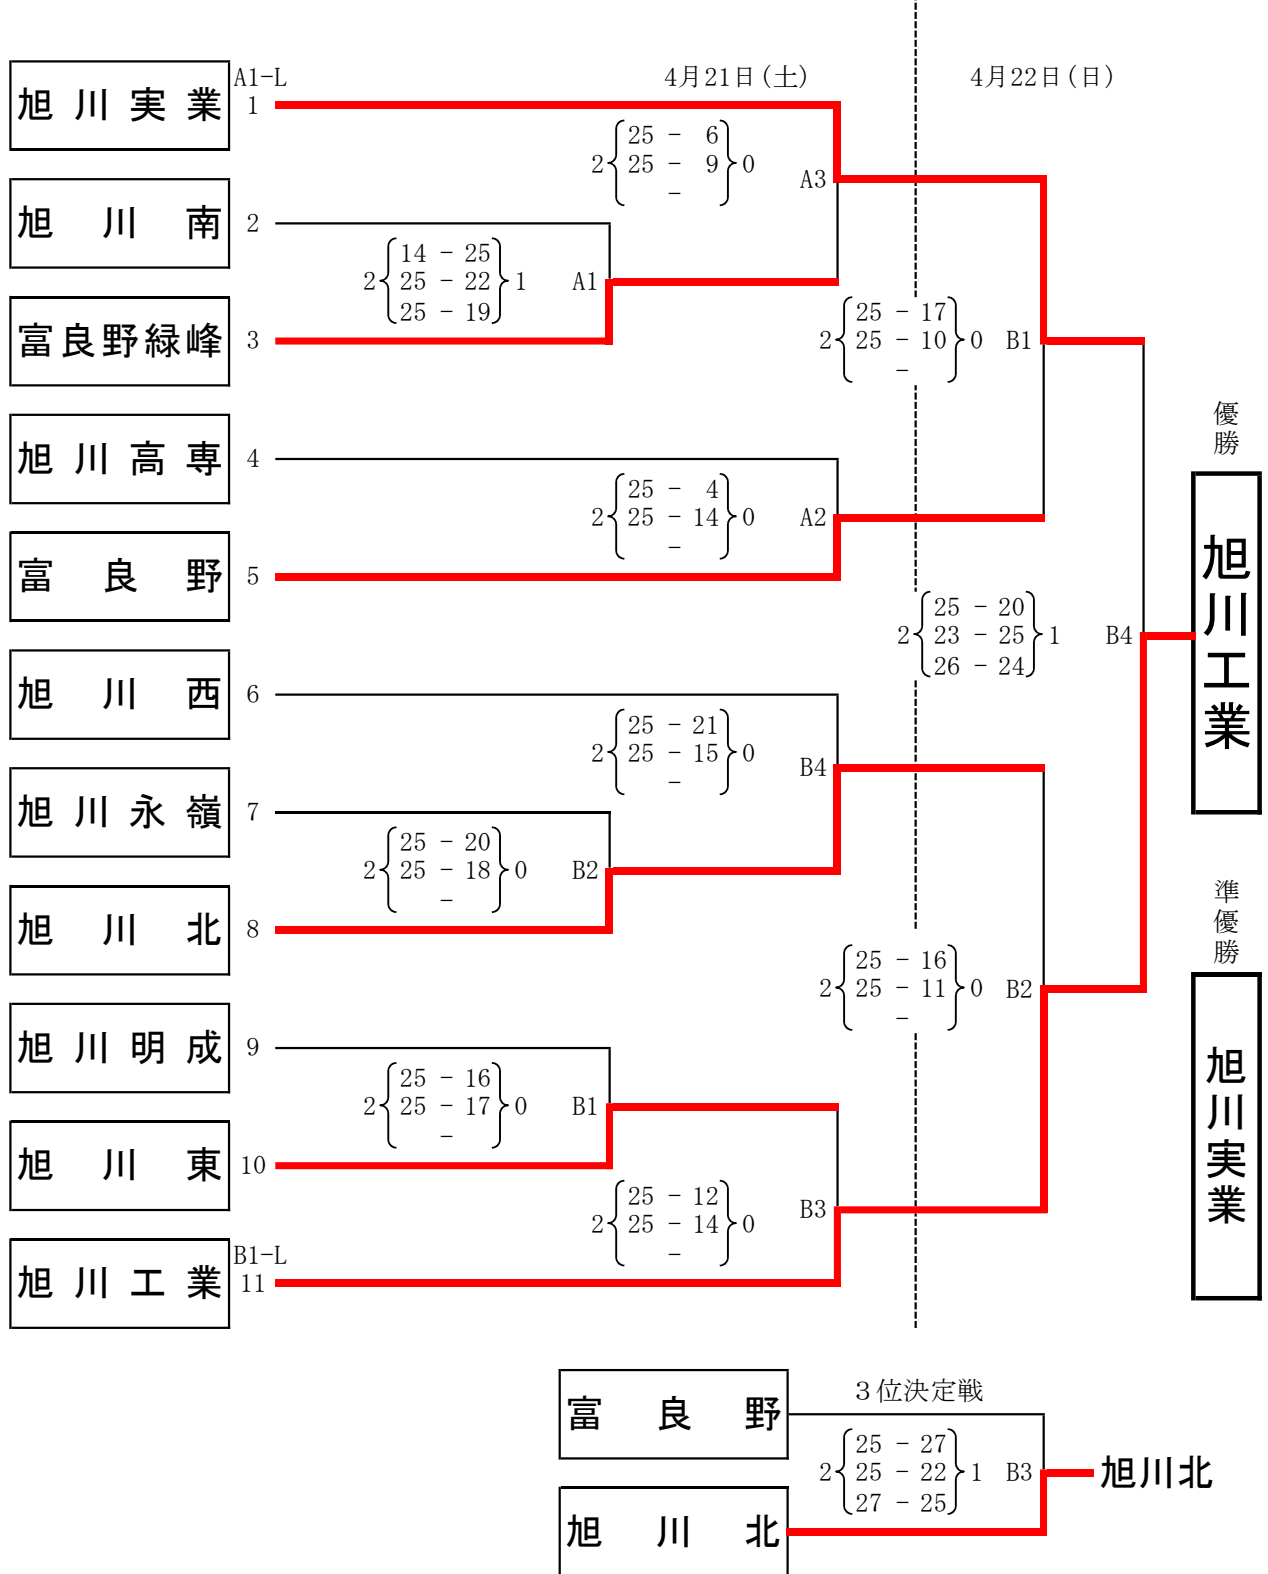 4月21日(土)
4月22日(日)
旭川実業
A1-L
1
旭川南
2
富良野緑峰
3
旭川高専
4
富良野
5
旭川西
6
旭川永嶺
7
旭川北
8
旭川明成
9
旭川東
10
旭川工業
B1-L
11
25 - 6
2 25 - 9 0
-
A3
14 - 25
2 25 - 22 1
25 - 19
A1
25 - 17
2 25 - 10 0
-
B1
25 - 4
2 25 - 14 0
-
A2
25 - 20
2 23 - 25 1
26 - 24
B4
25 - 21
2 25 - 15 0
-
B4
25 - 20
2 25 - 18 0
-
B2
25 - 16
2 25 - 11 0
-
B2
25 - 16
2 25 - 17 0
-
B1
25 - 12
2 25 - 14 0
-
B3
優勝
旭川工業
準優勝
旭川実業
3位決定戦
富良野
25 - 27
2 25 - 22 1
27 - 25
B3
旭川北
旭川北